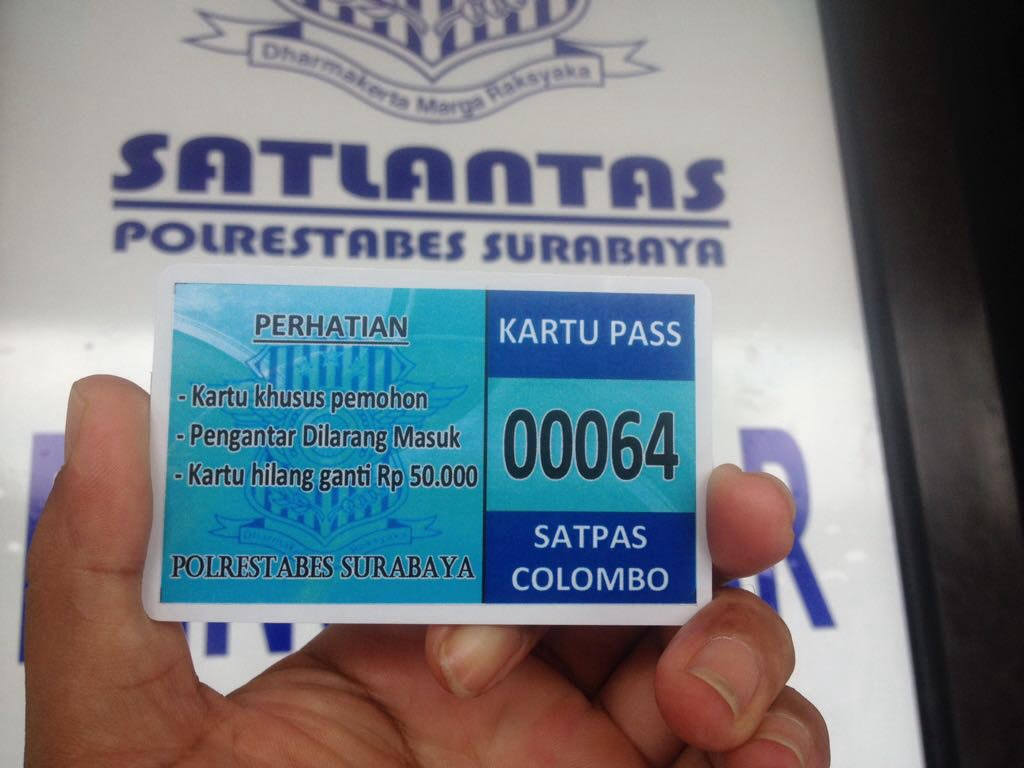 Dharmakerta Marga Raksyaka
SATLANTAS
POLRESTABES SURABAYA
PERHATIAN
- Kartu khusus pemohon
- Pengantar Dilarang Masuk
- Kartu hilang ganti Rp 50.000
POLRESTABES SURABAYA
KARTU PASS
00064
SATPAS
COLOMBO